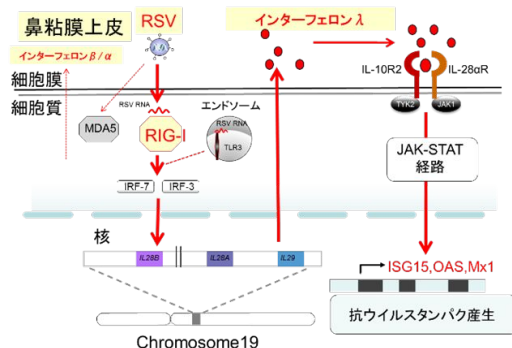 鼻粘膜上皮
RSV
インターフェロンβ/α
インターフェロンλ
IL-10R2
IL-28αR
細胞膜
細胞質
TYK2
JAK1
RSV RNA
エンドソーム
MDA5
RIG-I
RSV RNA
TLR3
JAK-STAT
経路
IRF-7
IRF-3
核
IL28B
IL28A
IL29
ISG15,OAS,Mx1
抗ウイルスタンパク産生
Chromosome19